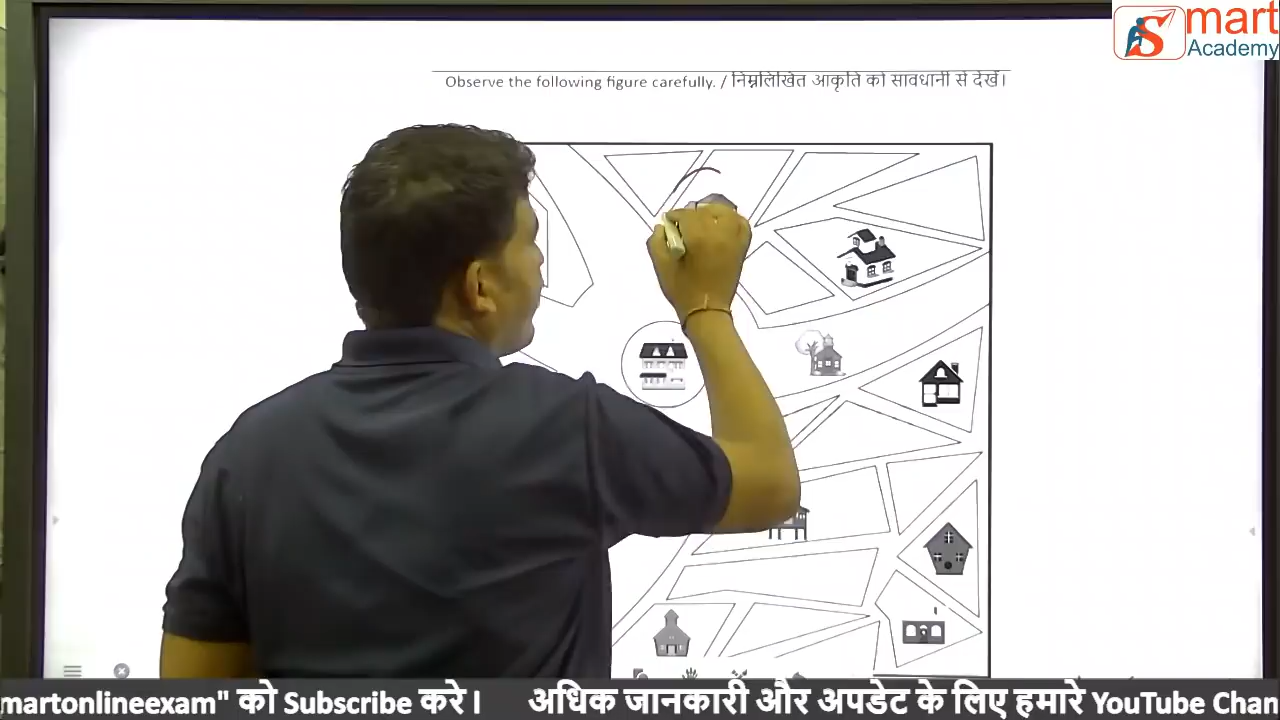 Smart
Academy
Observe the following figure carefully. / निम्नलिखित आकृति को सावधानी से देखें।
martonlineexam" को Subscribe करे। अधिक जानकारी और अपडेट के लिए हमारे YouTube Chan